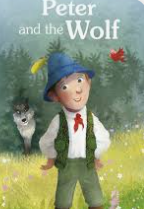 Peter
and the Wolf